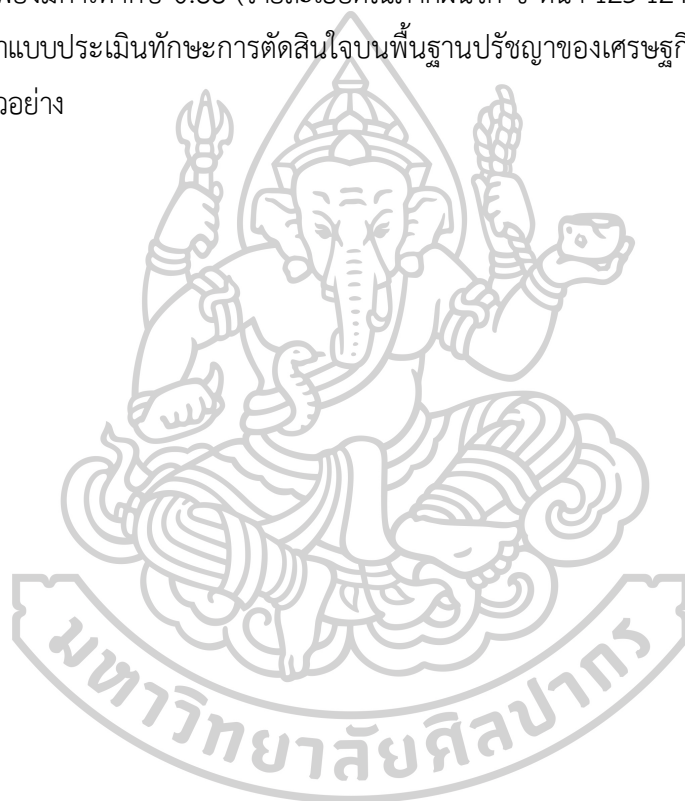 แบบประเมินทักษะการตัดสินใจบนพื้นฐานปรัชญาของเศรษฐกิ
วอย่าง
มหาวิทยาลัยศิลปากร